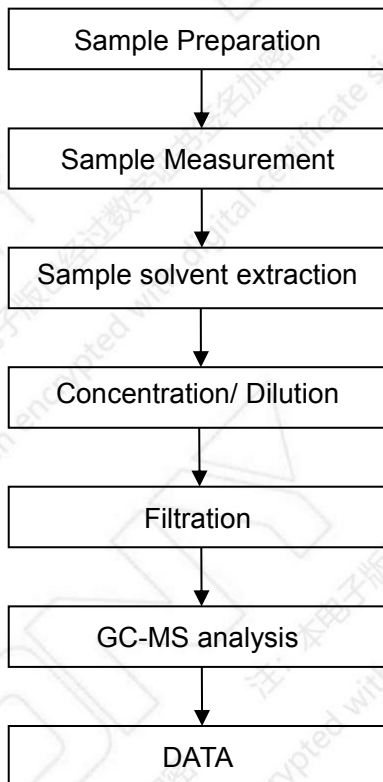 Sample Preparation
Sample Measurement
Sample solvent extraction
Concentration/ Dilution
Filtration
GC-MS analysis
DATA